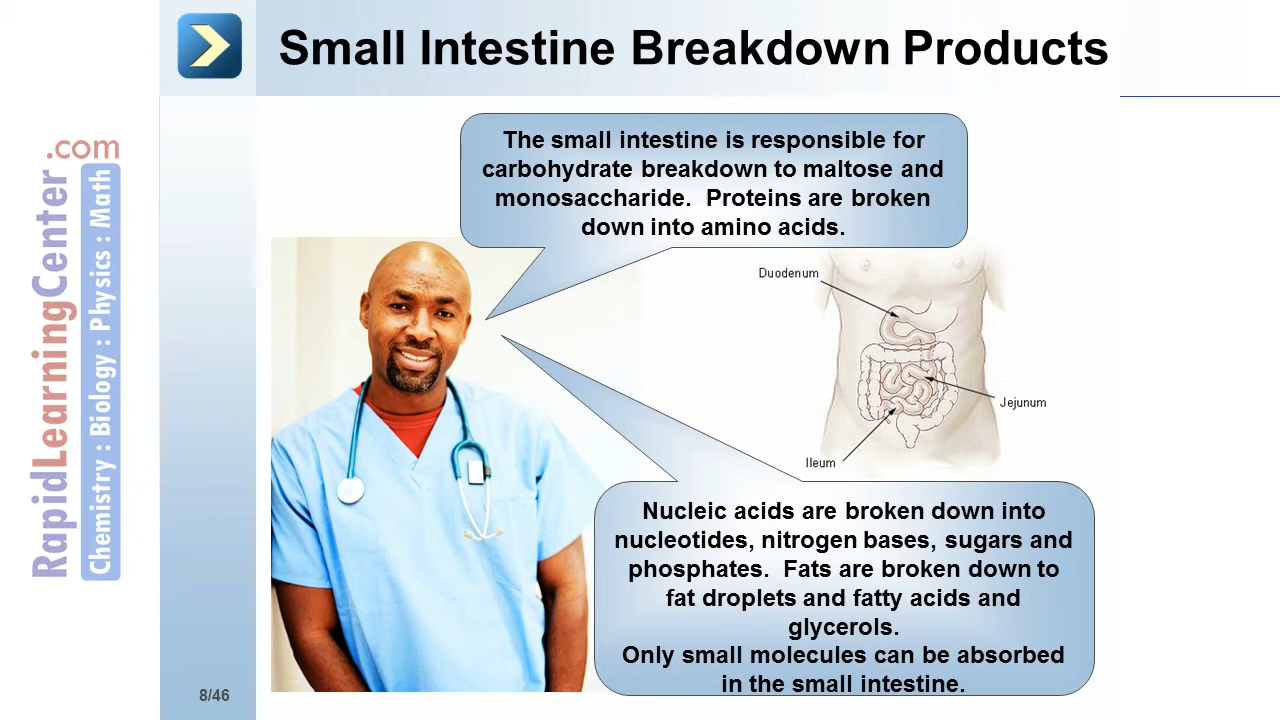 Small Intestine Breakdown Products
RapidLearningCenter.com
Chemistry : Biology : Physics : Math
The small intestine is responsible for
carbohydrate breakdown to maltose and
monosaccharide.  Proteins are broken
down into amino acids.
Duodenum
Jejunum
Ileum
Nucleic acids are broken down into
nucleotides, nitrogen bases, sugars and
phosphates.  Fats are broken down to
fat droplets and fatty acids and
glycerols.
Only small molecules can be absorbed
in the small intestine.
8/46